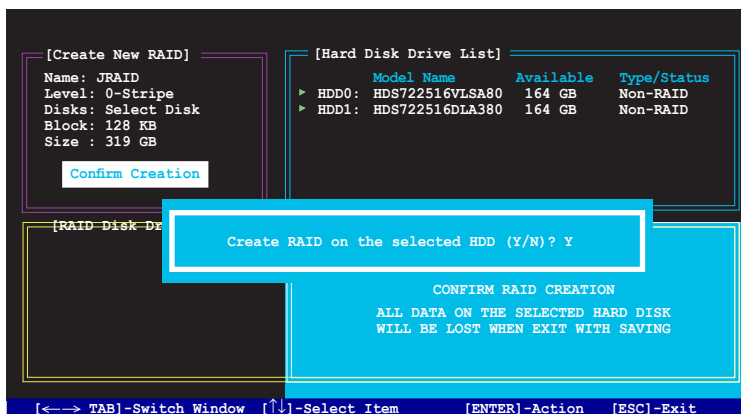 [Create New RAID]
Name: JRAID
Level: 0-Stripe
Disks: Select Disk
Block: 128 KB
Size : 319 GB
Confirm Creation
[Hard Disk Drive List]
Model Name Available Type/Status
HDD0: HDS722516VLSA80 164 GB Non-RAID
HDD1: HDS722516DLA380 164 GB Non-RAID
[RAID Disk Dr
Create RAID on the selected HDD (Y/N)? Y
CONFIRM RAID CREATION
ALL DATA ON THE SELECTED HARD DISK
WILL BE LOST WHEN EXIT WITH SAVING
[←→ TAB]-Switch Window [↑↓]-Select Item [ENTER]-Action [ESC]-Exit